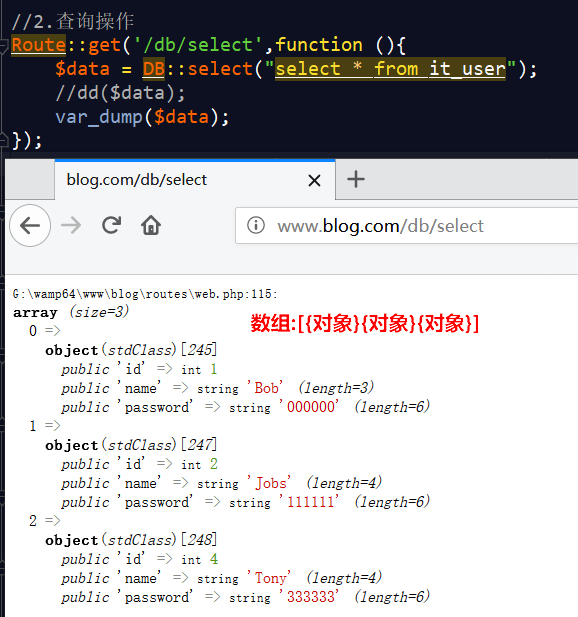 //2.查询操作
Route::get('/db/select',function (){
$data = DB::select("select * from it_user");
//dd($data);
var_dump($data);
});
blog.com/db/select
www.blog.com/db/select
G:\wamp64\www\blog\routes\web.php:115:
array (size=3)
数组:[{对象}{对象}{对象}]
0 =>
object(stdClass)[245]
public 'id' => int 1
public 'name' => string 'Bob' (length=3)
public 'password' => string '000000' (length=6)
1 =>
object(stdClass)[247]
public 'id' => int 2
public 'name' => string 'Jobs' (length=4)
public 'password' => string '111111' (length=6)
2 =>
object(stdClass)[248]
public 'id' => int 4
public 'name' => string 'Tony' (length=4)
public 'password' => string '333333' (length=6)